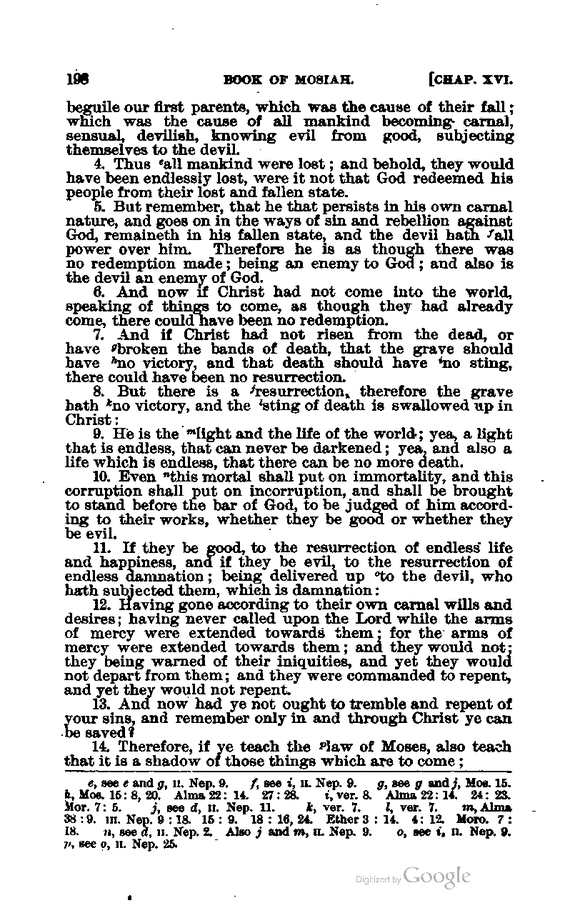 198 BOOK OF MOSIAH. [CHAP. XVI.
beguile our first parents, which was the cause of their fall;
which was the cause of all mankind becoming carnal,
sensual, devilish, knowing evil from good, subjecting
themselves to the devil.
4. Thus ᵉall mankind were lost; and behold, they would
have been endlessly lost, were it not that God redeemed his
people from their lost and fallen state.
5. But remember, that he that persists in his own carnal
nature, and goes on in the ways of sin and rebellion against
God, remaineth in his fallen state, and the devil hath ᶠall
power over him. Therefore he is as though there was
no redemption made; being an enemy to God; and also is
the devil an enemy of God.
6. And now if Christ had not come into the world,
speaking of things to come, as though they had already
come, there could have been no redemption.
7. And if Christ had not risen from the dead, or
have ᵍbroken the bands of death, that the grave should
have ʰno victory, and that death should have ⁱno sting,
there could have been no resurrection.
8. But there is a ʲresurrection, therefore the grave
hath ᵏno victory, and the ˡsting of death is swallowed up in
Christ:
9. He is the ᵐlight and the life of the world; yea, a light
that is endless, that can never be darkened; yea, and also a
life which is endless, that there can be no more death.
10. Even ⁿthis mortal shall put on immortality, and this
corruption shall put on incorruption, and shall be brought
to stand before the bar of God, to be judged of him accord-
ing to their works, whether they be good or whether they
be evil.
11. If they be good, to the resurrection of endless life
and happiness, and if they be evil, to the resurrection of
endless damnation; being delivered up ᵒto the devil, who
hath subjected them, which is damnation:
12. Having gone according to their own carnal wills and
desires; having never called upon the Lord while the arms
of mercy were extended towards them; for the arms of
mercy were extended towards them; and they would not;
they being warned of their iniquities, and yet they would
not depart from them; and they were commanded to repent,
and yet they would not repent.
13. And now had ye not ought to tremble and repent of
your sins, and remember only in and through Christ ye can
be saved?
14. Therefore, if ye teach the ᵖlaw of Moses, also teach
that it is a shadow of those things which are to come;
e, see e and g, II. Nep. 9. f, see i, II. Nep. 9. g, see g and j, Mos. 15.
h, Mos. 15: 8, 20. Alma 22: 14. 27: 28. i, ver. 8. Alma 22: 14. 24: 23.
Mor. 7: 5. j, see d, II. Nep. 11. k, ver. 7. l, ver. 7. m, Alma
38: 9. III. Nep. 9: 18. 15: 9. 18: 16, 24. Ether 3: 14. 4: 12. Moro. 7:
18. n, see d, II. Nep. 2. Also j and m, II. Nep. 9. o, see i, II. Nep. 9.
p, see o, II. Nep. 25.
Digitized by Google